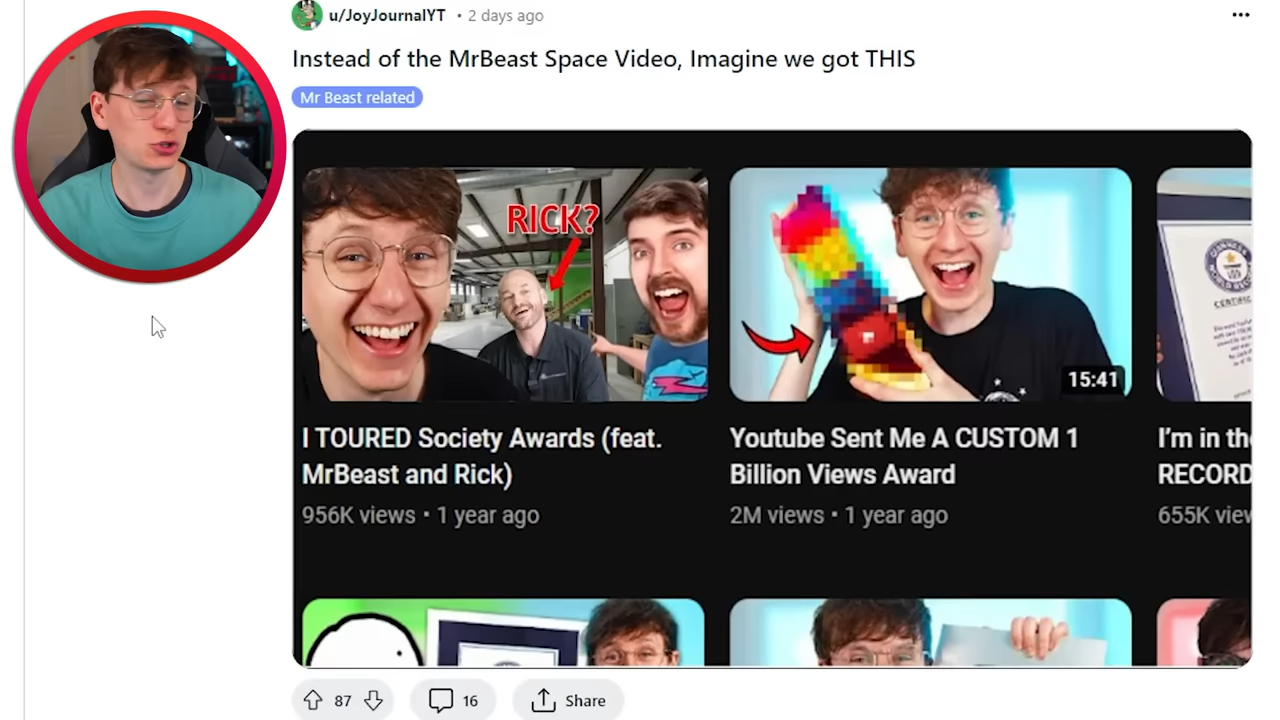 u/JoyJournalYT • 2 days ago
Instead of the MrBeast Space Video, Imagine we got THIS
Mr Beast related
RICK?
15:41
I TOURED Society Awards (feat.
MrBeast and Rick)
956K views • 1 year ago
Youtube Sent Me A CUSTOM 1
Billion Views Award
2M views • 1 year ago
I'm in the
RECORD
655K view
87
16
Share